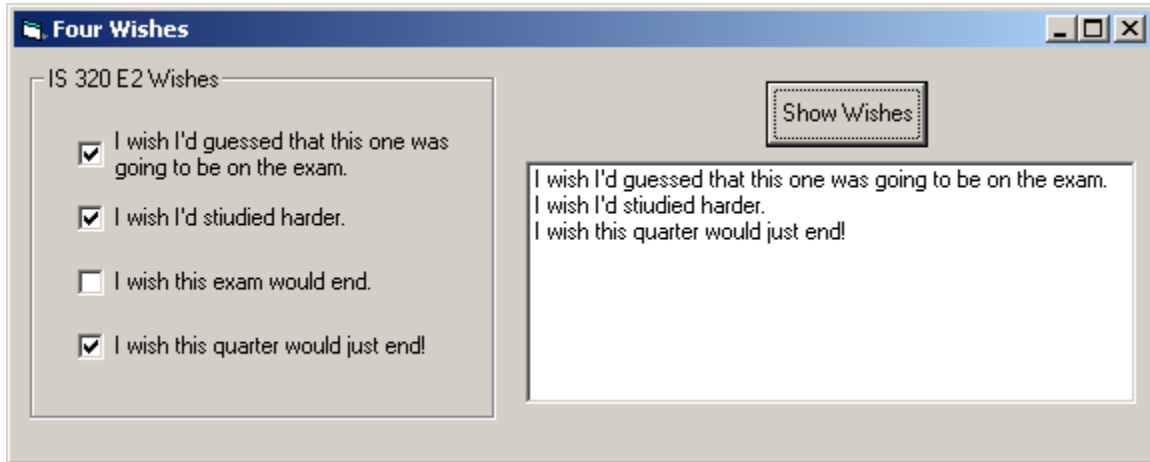 Four Wishes
IS 320 E2 Wishes
I wish I'd guessed that this one was
going to be on the exam.
I wish I'd stiudied harder.
I wish this exam would end.
I wish this quarter would just end!
Show Wishes
I wish I'd guessed that this one was going to be on the exam.
I wish I'd stiudied harder.
I wish this quarter would just end!